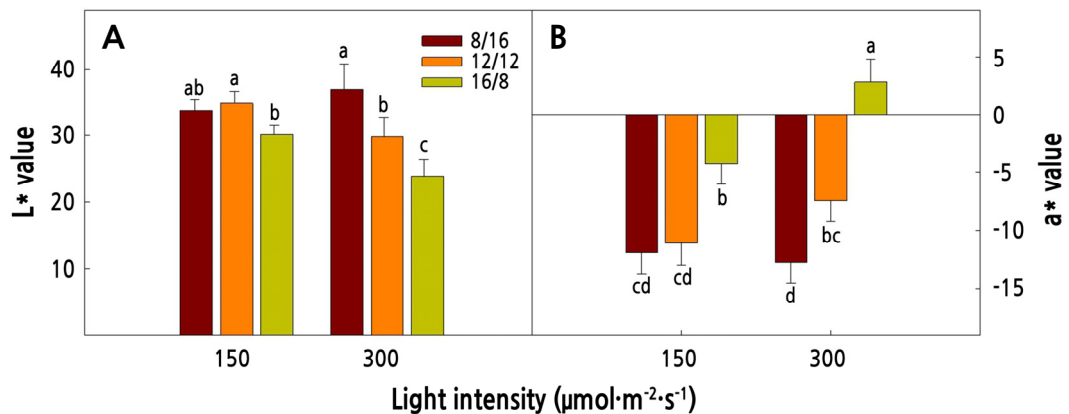 A
8/16
12/12
16/8
L* value
40
30
20
10
ab
a
b
a
b
c
150
300
B
a* value
5
0
-5
-10
-15
cd
cd
b
d
bc
a
150
300
Light intensity (μmol·m⁻²·s⁻¹)